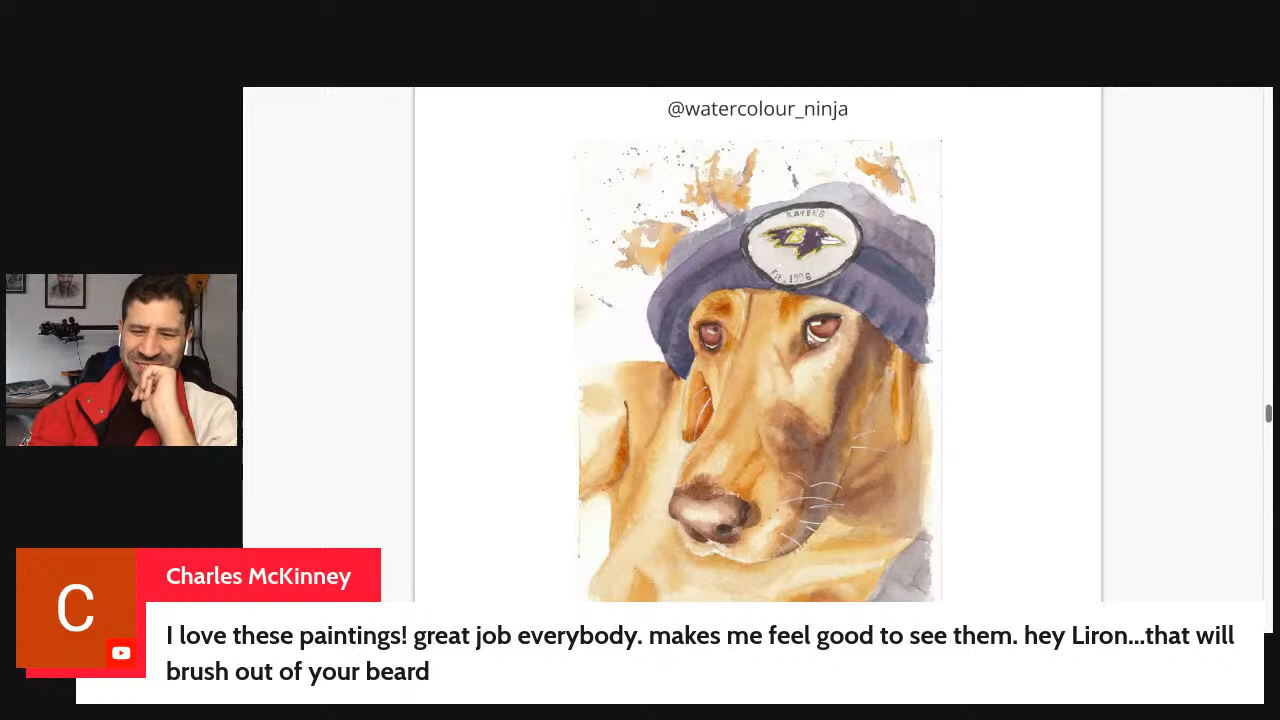 @watercolour_ninja
RAVENS
B
Est. 1996
C
Charles McKinney
I love these paintings! great job everybody. makes me feel good to see them. hey Liron...that will
brush out of your beard